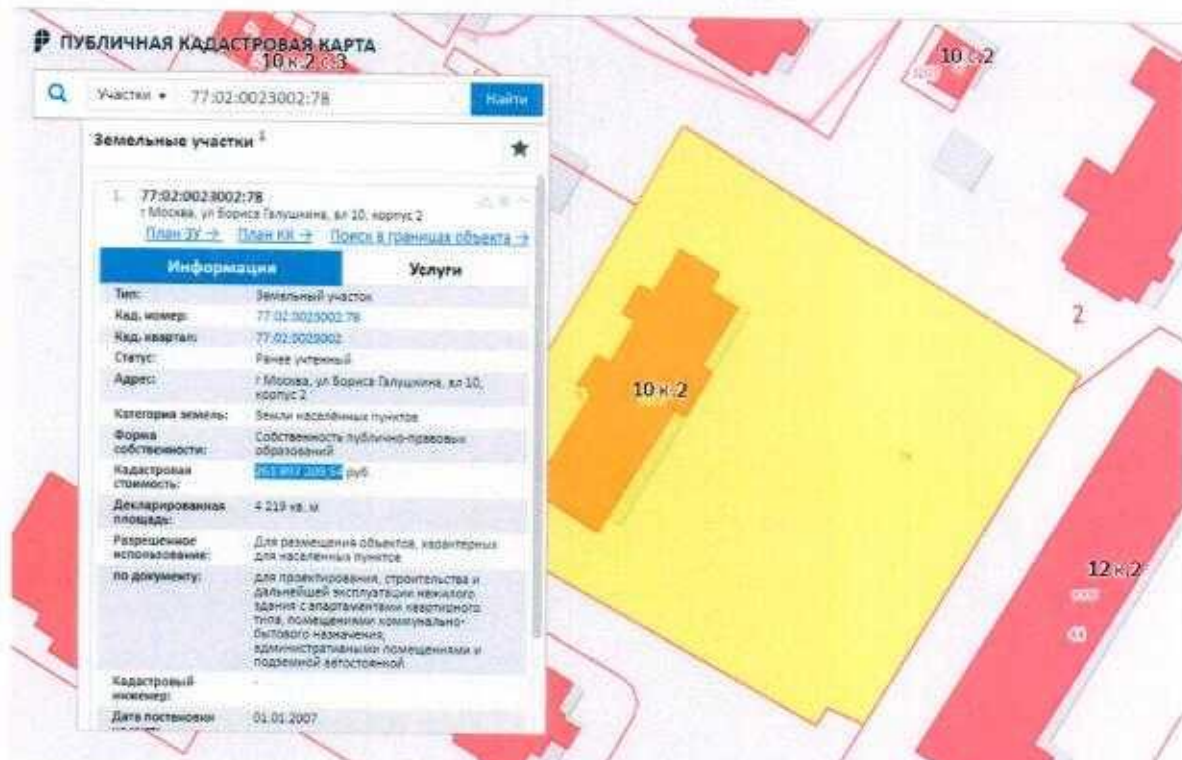 ПУБЛИЧНАЯ КАДАСТРОВАЯ КАРТА
10 к.2 с.3
10 с.2
Участки 77:02:0023002:78 Найти
Земельные участки 1
1. 77:02:0023002:78
г Москва, ул Бориса Галушкина, вл 10, корпус 2
План ЗУ → План КК → Поиск в границах объекта →
Информация Услуги
Тип: Земельный участок
Кад. номер: 77:02:0023002:78
Кад. квартал: 77:02:0023002
Статус: Ранее учтенный
Адрес: г Москва, ул Бориса Галушкина, вл 10,
корпус 2
Категория земель: Земли населённых пунктов
Форма
собственности: Собственность публично-правовых
образований
Кадастровая
стоимость: руб
Декларированная
площадь: 4 219 кв. м
Разрешенное
использование: Для размещения объектов, характерных
для населенных пунктов
по документу: для проектирования, строительства и
дальнейшей эксплуатации нежилого
здания с апартаментами квартирного
типа, помещениями коммунально-
бытового назначения,
административными помещениями и
подземной автостоянкой
Кадастровый
инженер: -
Дата постановки 01.01.2007
10 к.2
2
12 к.2